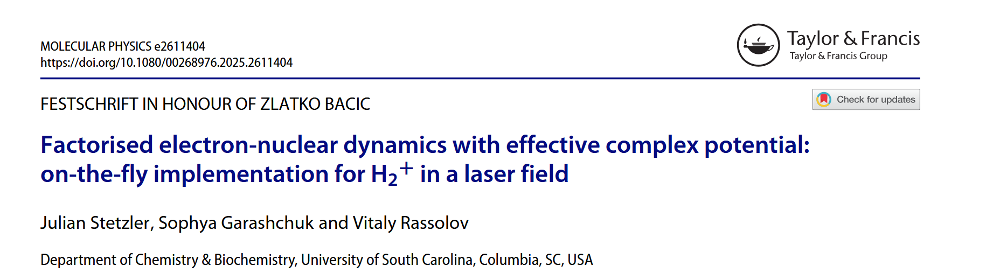 MOLECULAR PHYSICS e2611404
https://doi.org/10.1080/00268976.2025.2611404
Taylor & Francis
Taylor & Francis Group
FESTSCHRIFT IN HONOUR OF ZLATKO BACIC
Check for updates
Factorised electron-nuclear dynamics with effective complex potential:
on-the-fly implementation for H₂⁺ in a laser field
Julian Stetzler, Sophya Garashchuk and Vitaly Rassolov
Department of Chemistry & Biochemistry, University of South Carolina, Columbia, SC, USA